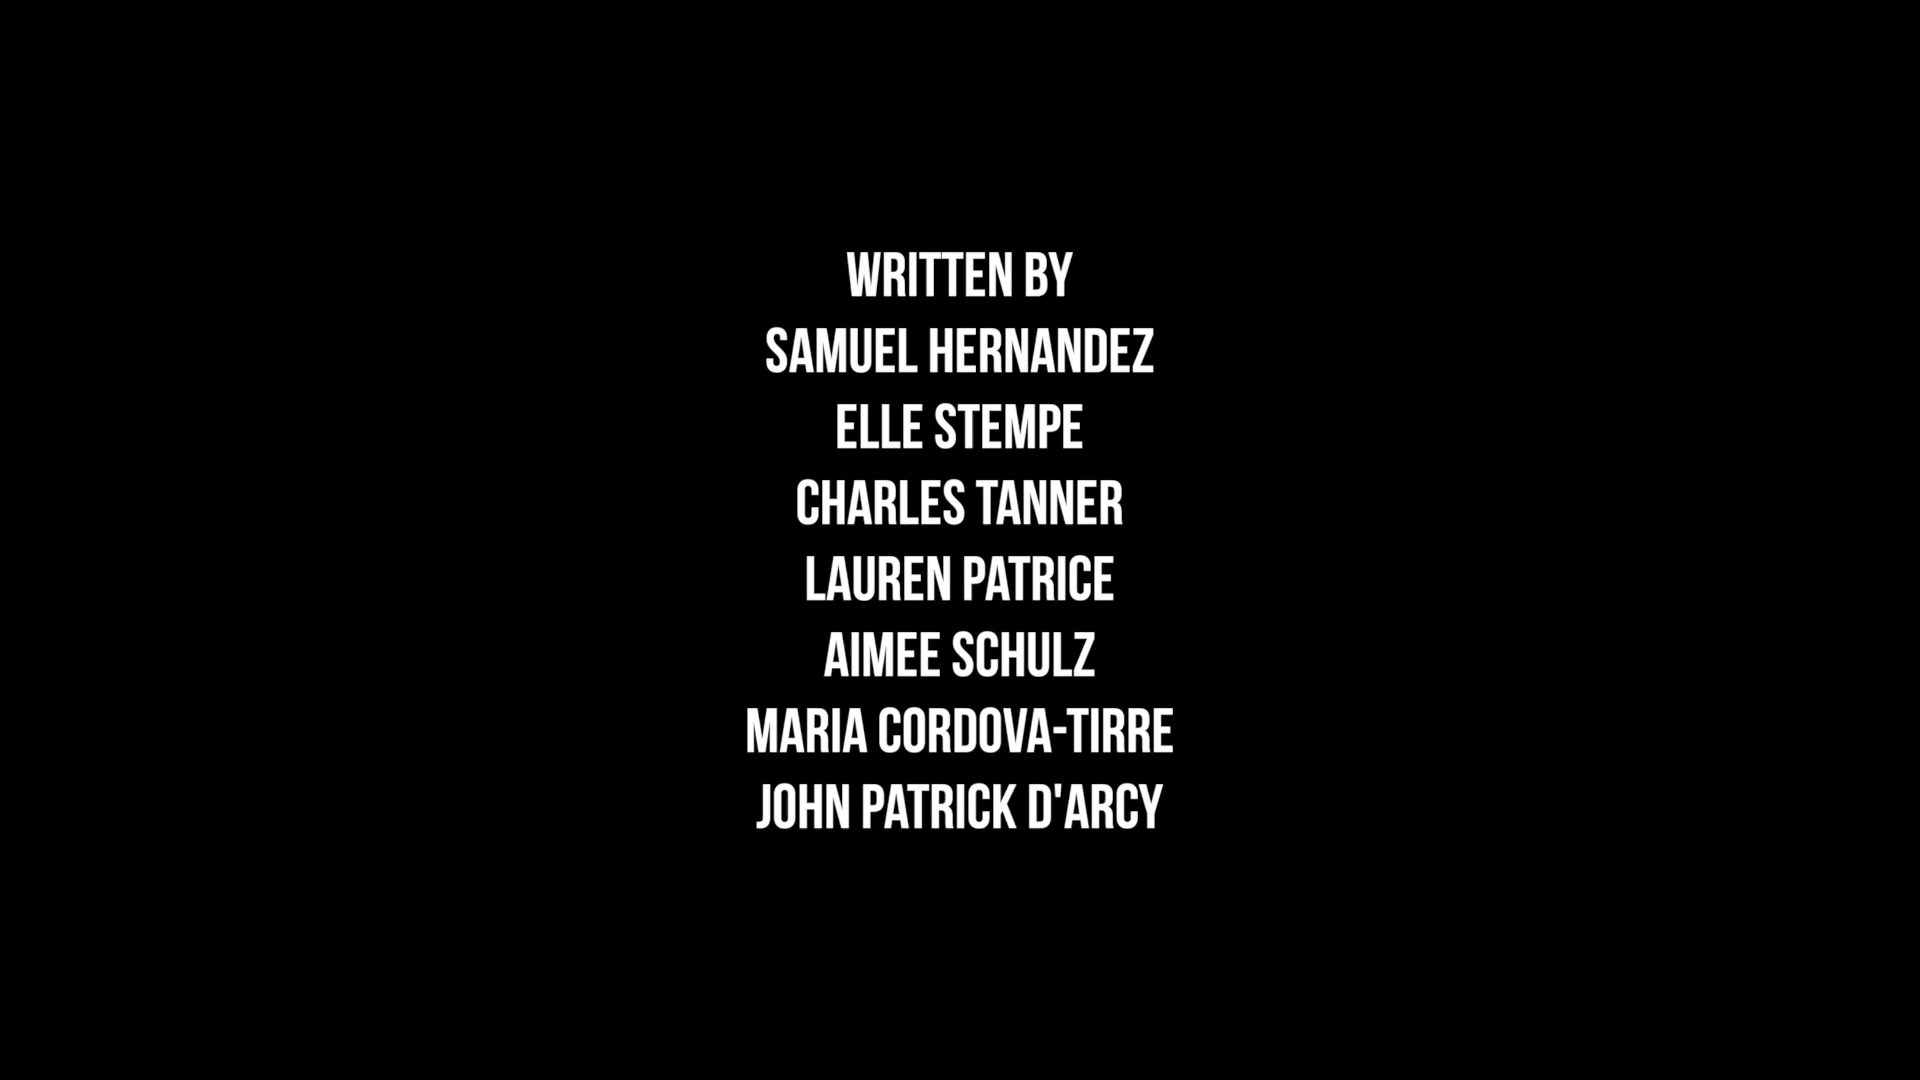 WRITTEN BY
SAMUEL HERNANDEZ
ELLE STEMPE
CHARLES TANNER
LAUREN PATRICE
AIMEE SCHULZ
MARIA CORDOVA-TIRRE
JOHN PATRICK D'ARCY